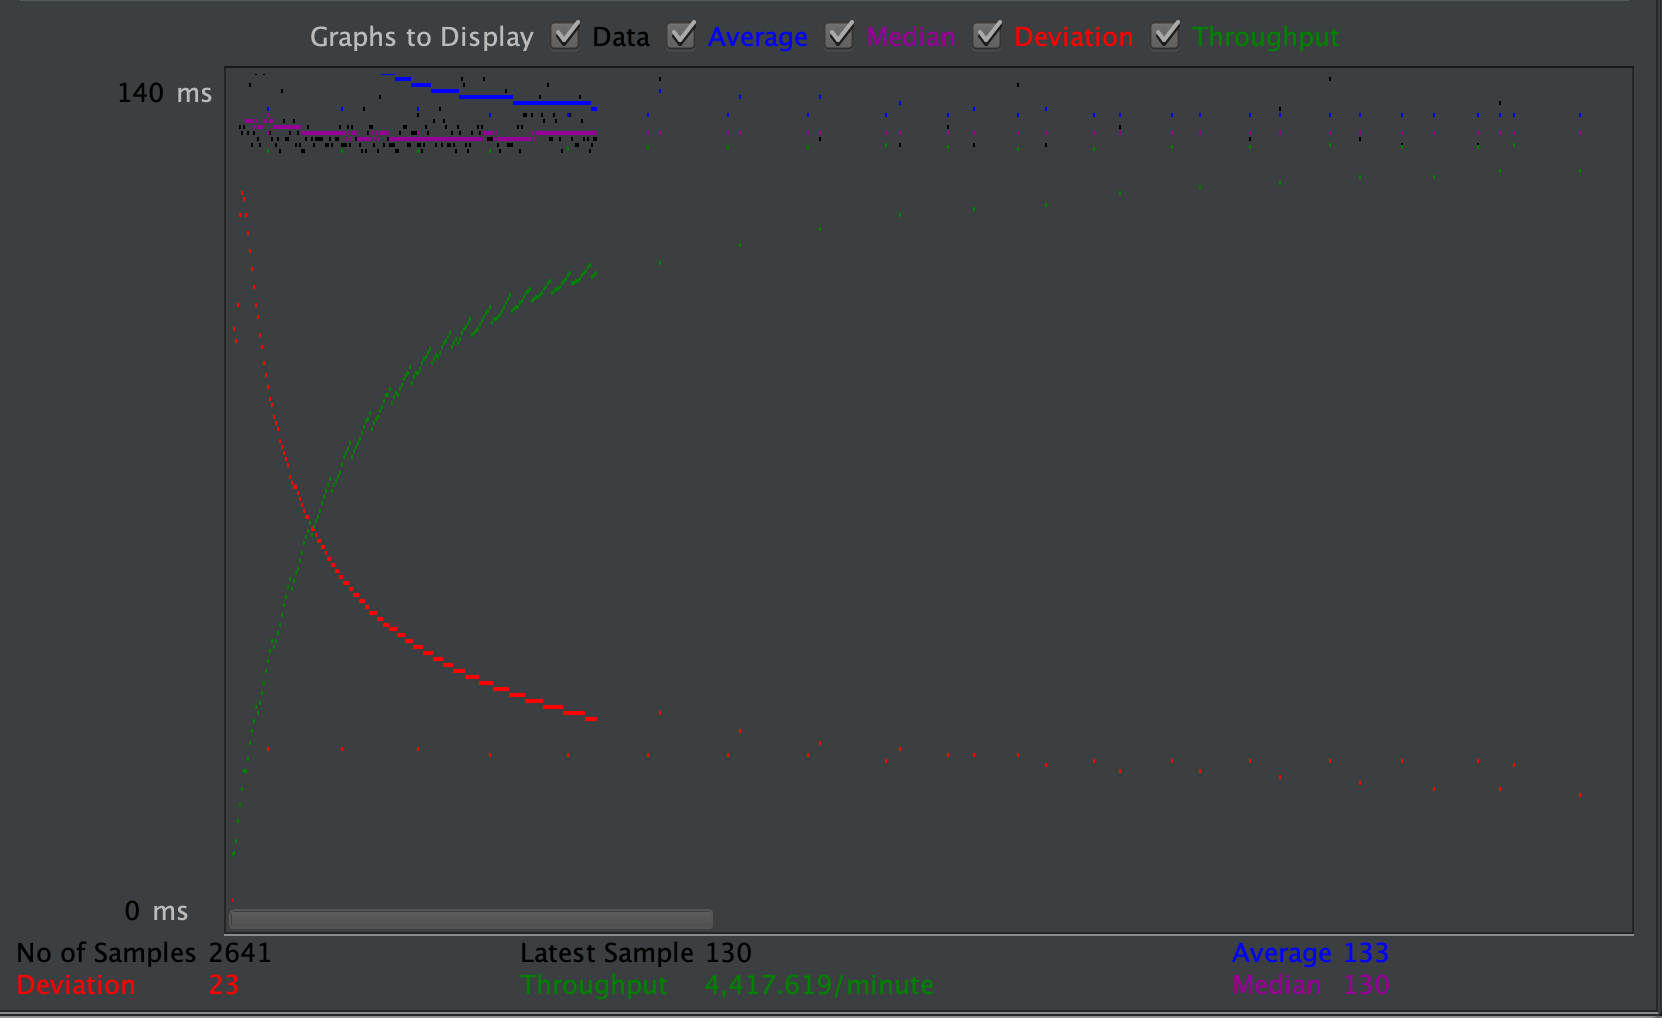 Graphs to Display Data Average Median Deviation Throughput
140 ms
0 ms
No of Samples 2641 Latest Sample 130 Average 133
Deviation 23 Throughput 4,417.619/minute Median 130